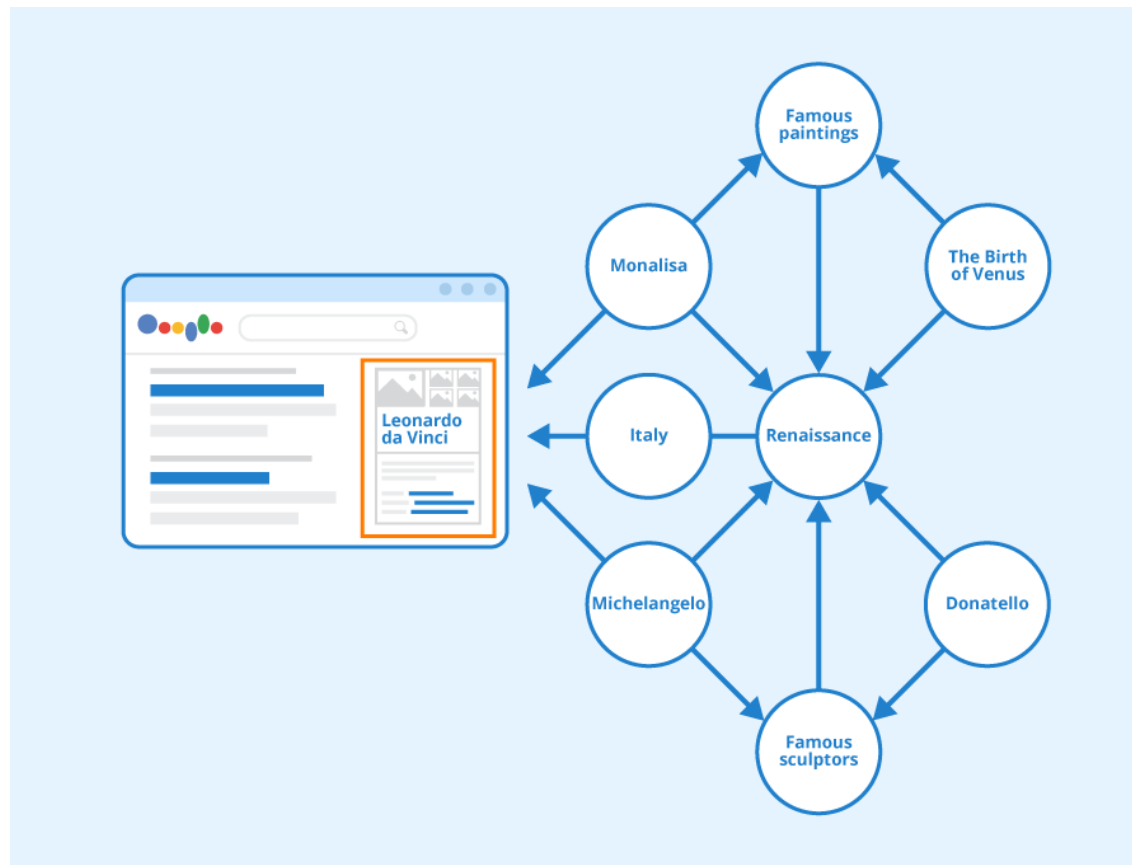 Famous
paintings
Monalisa
The Birth
of Venus
Leonardo
da Vinci
Italy
Renaissance
Michelangelo
Donatello
Famous
sculptors